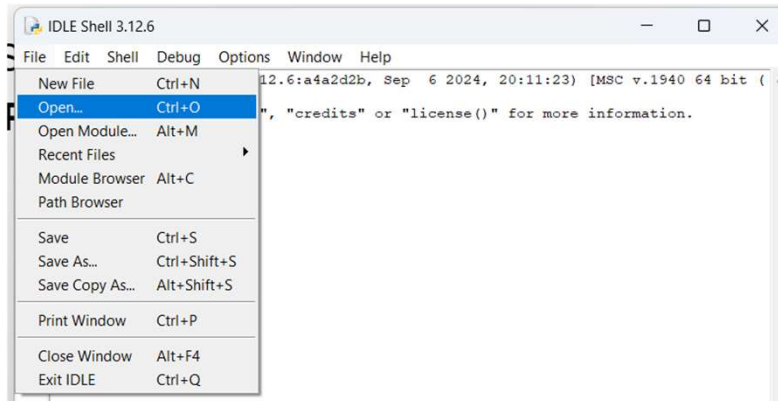 IDLE Shell 3.12.6
File Edit Shell Debug Options Window Help
New File Ctrl+N
12.6:a4a2d2b, Sep 6 2024, 20:11:23) [MSC v.1940 64 bit (
Open... Ctrl+O
", "credits" or "license()" for more information.
Open Module... Alt+M
Recent Files
Module Browser Alt+C
Path Browser
Save Ctrl+S
Save As... Ctrl+Shift+S
Save Copy As... Alt+Shift+S
Print Window Ctrl+P
Close Window Alt+F4
Exit IDLE Ctrl+Q